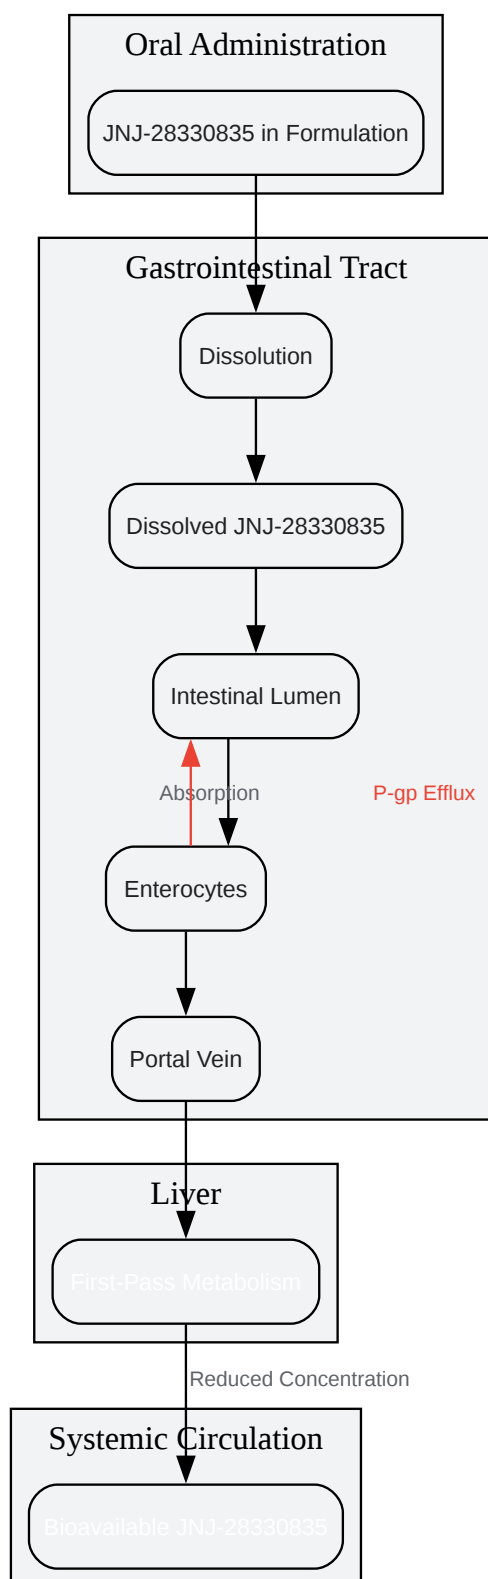 Oral Administration
JNJ-28330835 in Formulation
Gastrointestinal Tract
Dissolution
Dissolved JNJ-28330835
Intestinal Lumen
Absorption
P-gp Efflux
Enterocytes
Portal Vein
Liver
First-Pass Metabolism
Reduced Concentration
Systemic Circulation
Bioavailable JNJ-28330835